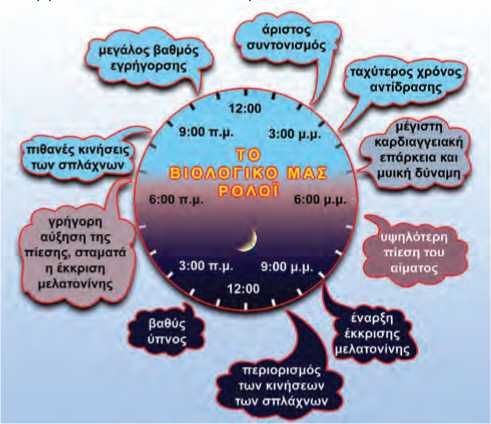 άριστος
συντονισμός
μεγάλος βαθμός
εγρήγορσης
ταχύτερος χρόνος
αντίδρασης
12:00
9:00 π.μ.
3:00 μ.μ.
μέγιστη
καρδιαγγειακή
επάρκεια και
μυική δύναμη
πιθανές κινήσεις
των σπλάχνων
ΤΟ
ΒΙΟΛΟΓΙΚΟ ΜΑΣ
ΡΟΛΟΪ
6:00 π.μ.
6:00 μ.μ.
γρήγορη
αύξηση της
πίεσης, σταματά
η έκκριση
μελατονίνης
υψηλότερη
πίεση του
αίματος
3:00 π.μ.
9:00 μ.μ.
12:00
βαθύς
ύπνος
έναρξη
έκκρισης
μελατονίνης
περιορισμός
των κινήσεων
των σπλάχνων